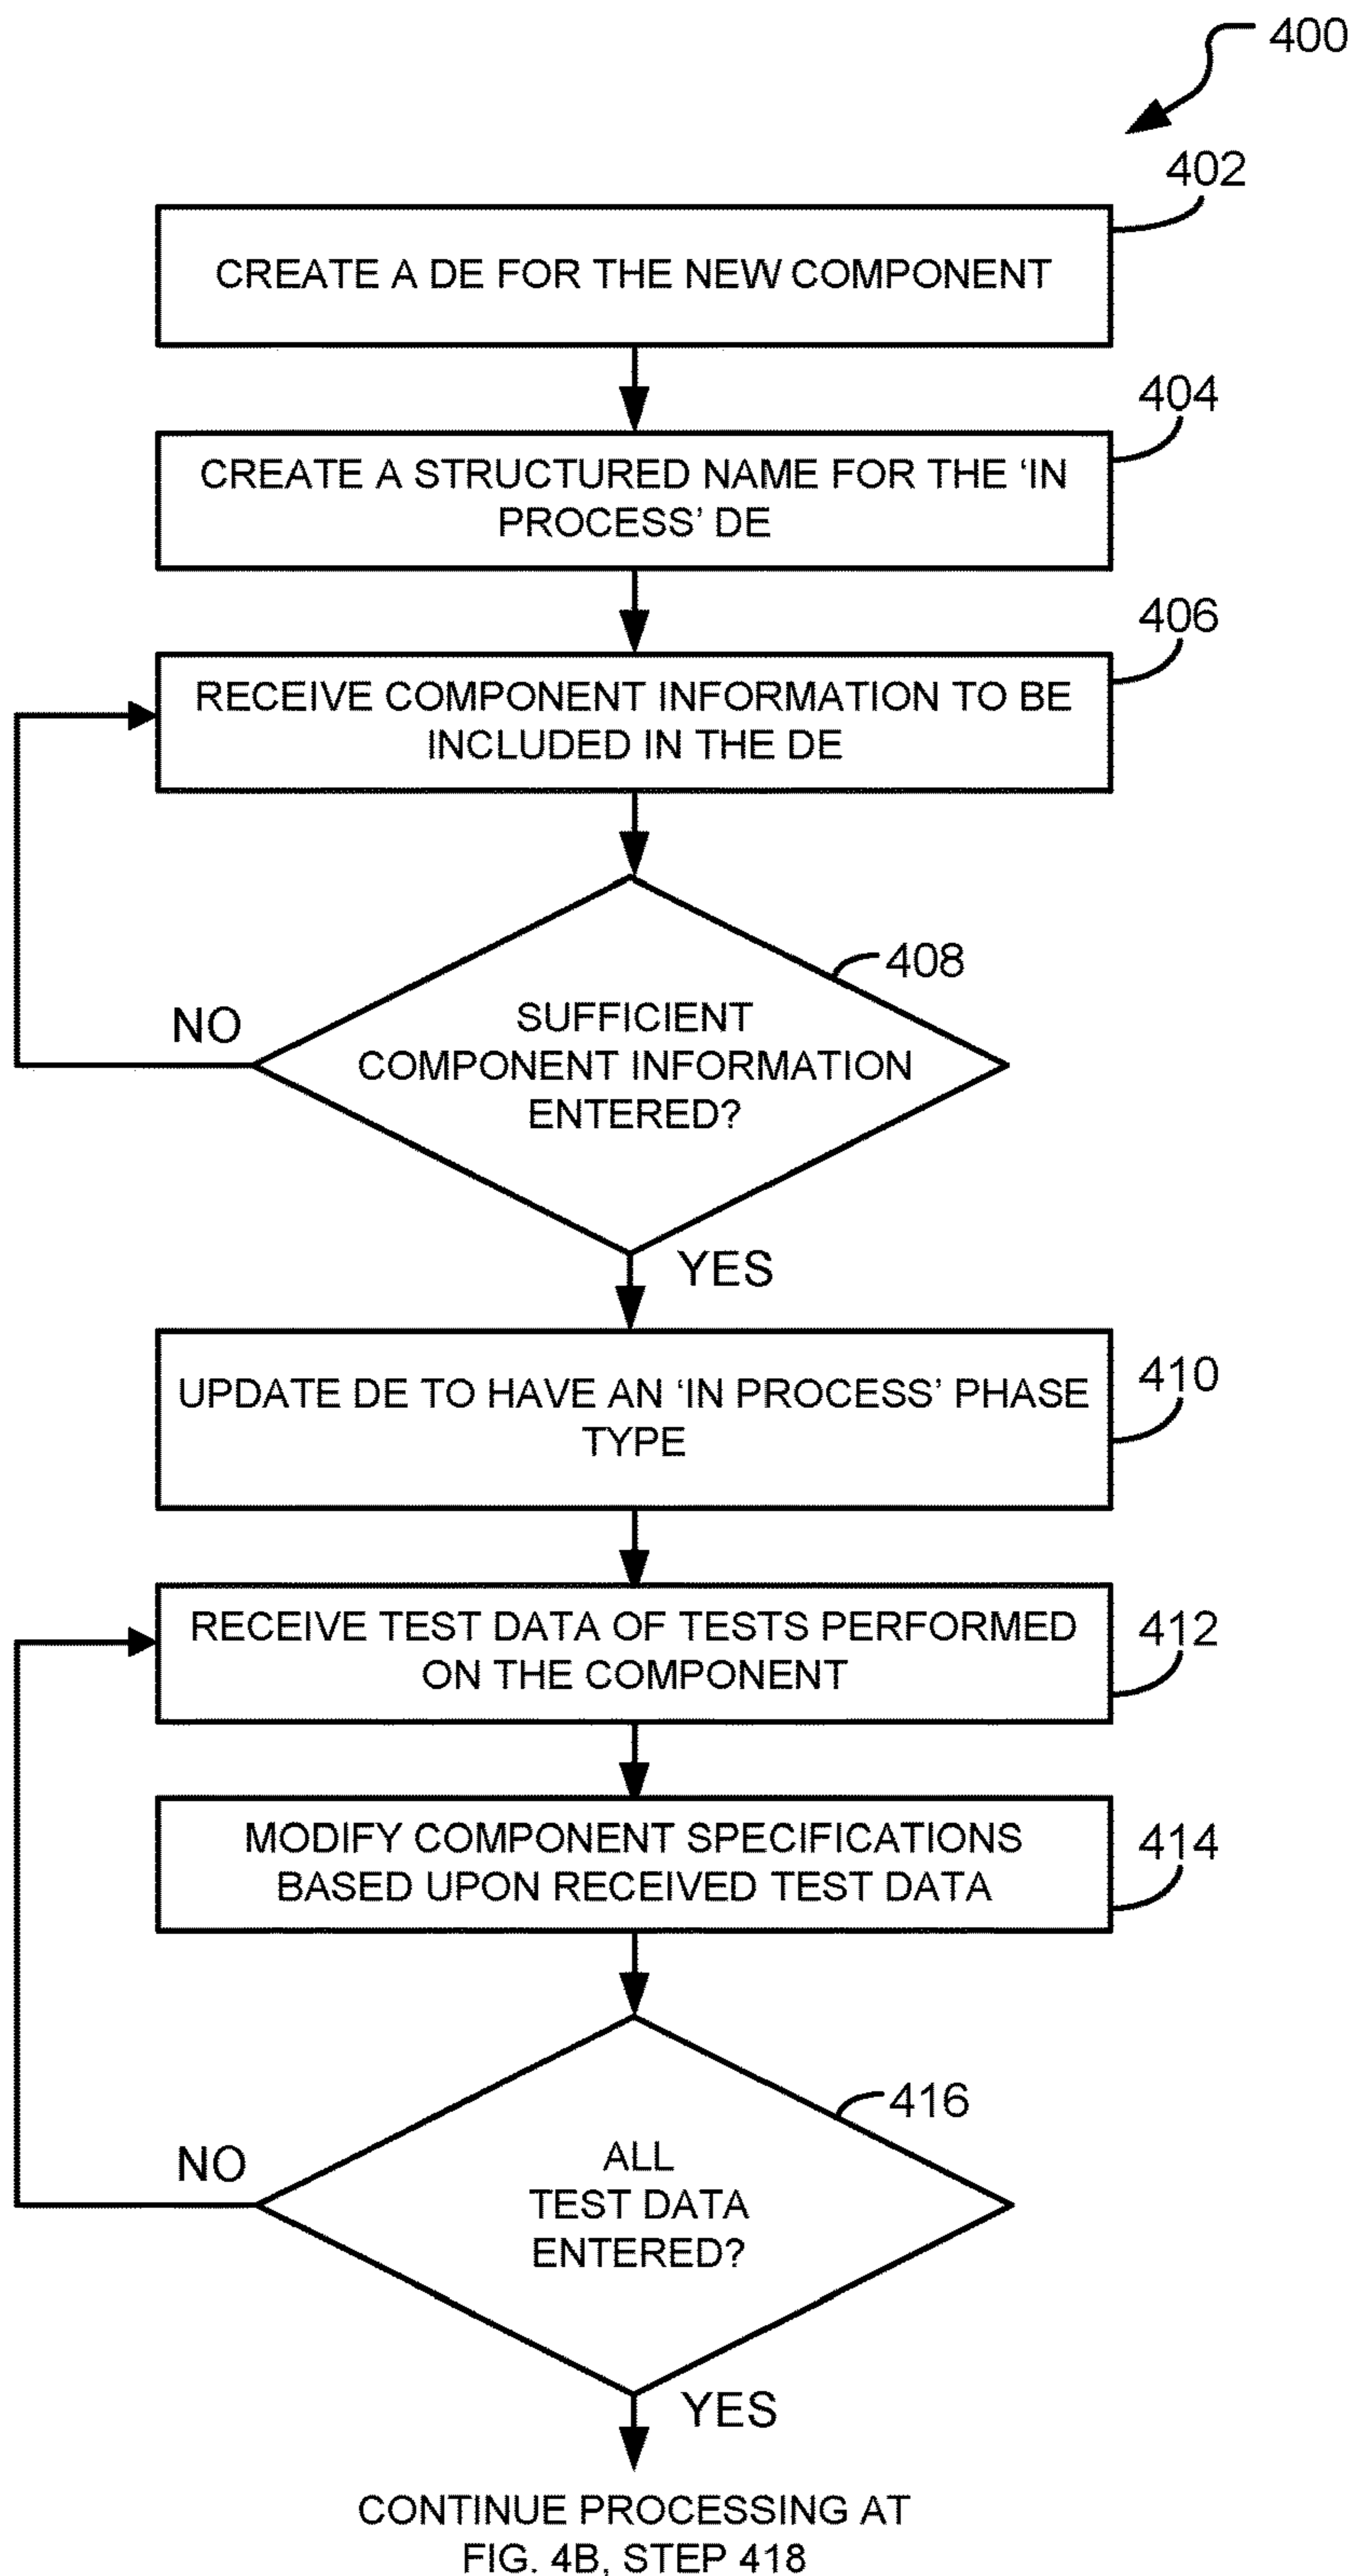 400
402
CREATE A DE FOR THE NEW COMPONENT
404
CREATE A STRUCTURED NAME FOR THE ‘IN
PROCESS’ DE
406
RECEIVE COMPONENT INFORMATION TO BE
INCLUDED IN THE DE
408
SUFFICIENT
COMPONENT INFORMATION
ENTERED?
NO
YES
410
UPDATE DE TO HAVE AN ‘IN PROCESS’ PHASE
TYPE
412
RECEIVE TEST DATA OF TESTS PERFORMED
ON THE COMPONENT
414
MODIFY COMPONENT SPECIFICATIONS
BASED UPON RECEIVED TEST DATA
416
ALL
TEST DATA
ENTERED?
NO
YES
CONTINUE PROCESSING AT
FIG. 4B, STEP 418